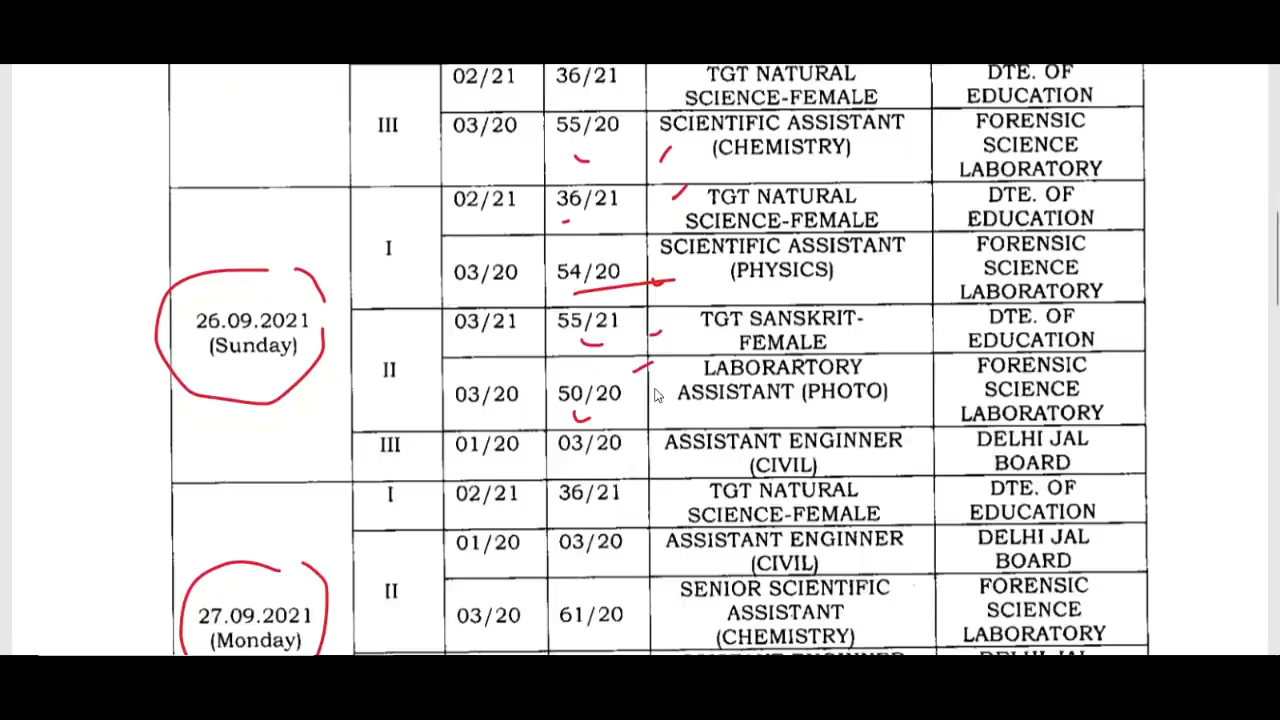 02/21 36/21 TGT NATURAL DTE. OF
SCIENCE-FEMALE EDUCATION
III 03/20 55/20 SCIENTIFIC ASSISTANT FORENSIC
(CHEMISTRY) SCIENCE
LABORATORY
02/21 36/21 TGT NATURAL DTE. OF
SCIENCE-FEMALE EDUCATION
I SCIENTIFIC ASSISTANT FORENSIC
03/20 54/20 (PHYSICS) SCIENCE
LABORATORY
26.09.2021 03/21 55/21 TGT SANSKRIT- DTE. OF
(Sunday) FEMALE EDUCATION
II LABORARTORY FORENSIC
03/20 50/20 ASSISTANT (PHOTO) SCIENCE
LABORATORY
III 01/20 03/20 ASSISTANT ENGINNER DELHI JAL
(CIVIL) BOARD
I 02/21 36/21 TGT NATURAL DTE. OF
SCIENCE-FEMALE EDUCATION
01/20 03/20 ASSISTANT ENGINNER DELHI JAL
(CIVIL) BOARD
II SENIOR SCIENTIFIC FORENSIC
27.09.2021 03/20 61/20 ASSISTANT SCIENCE
(Monday) (CHEMISTRY) LABORATORY